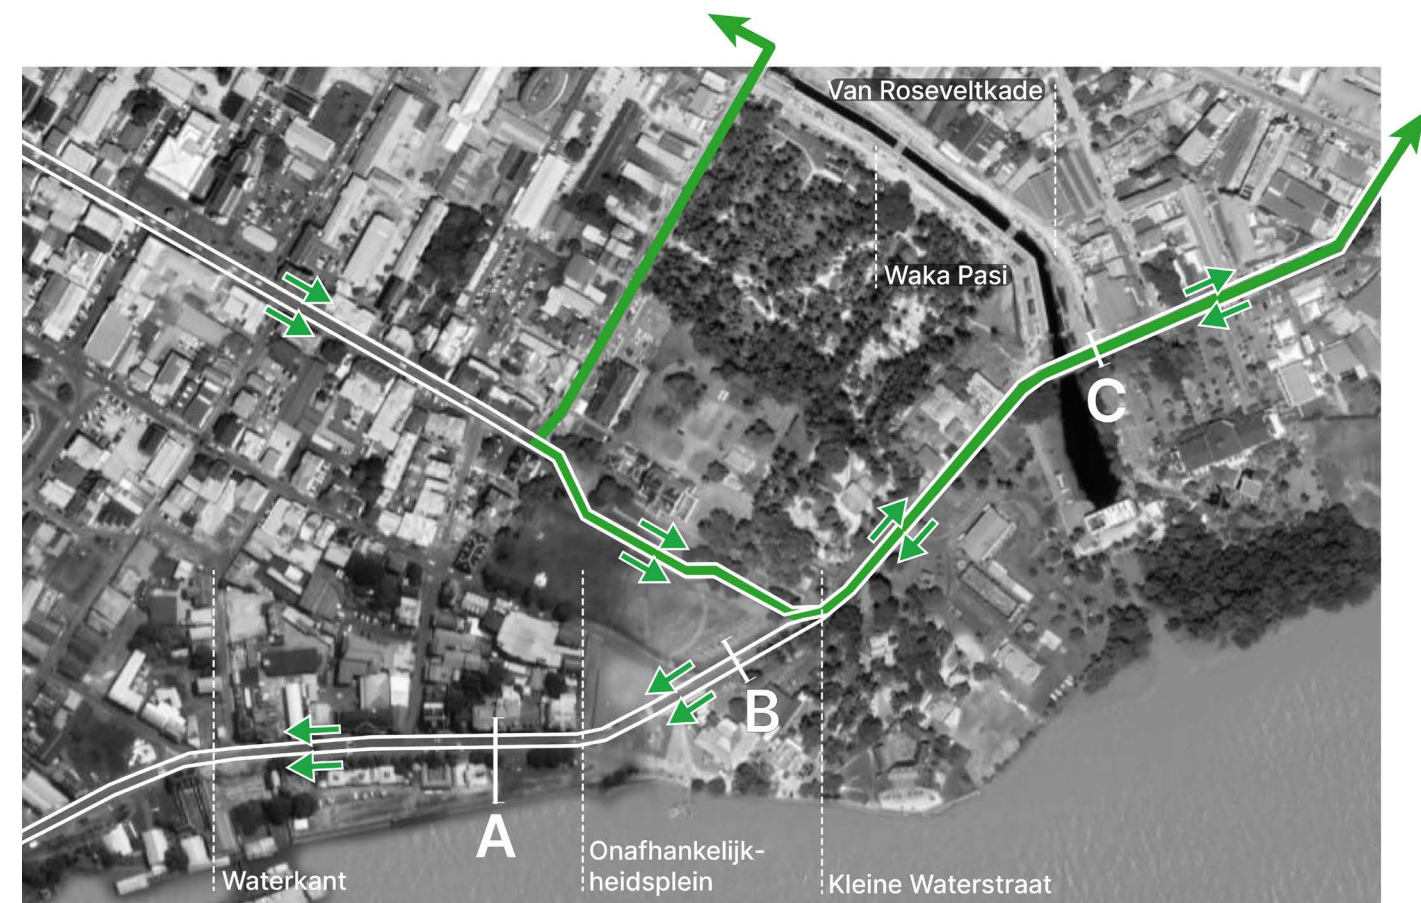 Van Roseveltkade
Waka Pasi
C
B
A
Onafhankelijk-
heidsplein
Waterkant
Kleine Waterstraat